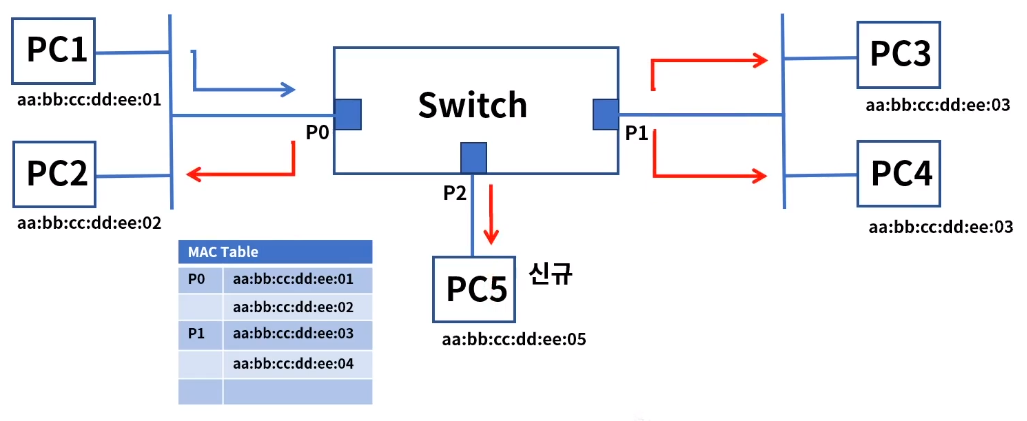 PC1
aa:bb:cc:dd:ee:01
PC2
aa:bb:cc:dd:ee:02
Switch
P0
P1
P2
PC3
aa:bb:cc:dd:ee:03
PC4
aa:bb:cc:dd:ee:03
PC5 신규
aa:bb:cc:dd:ee:05
MAC Table
P0 aa:bb:cc:dd:ee:01
aa:bb:cc:dd:ee:02
P1 aa:bb:cc:dd:ee:03
aa:bb:cc:dd:ee:04